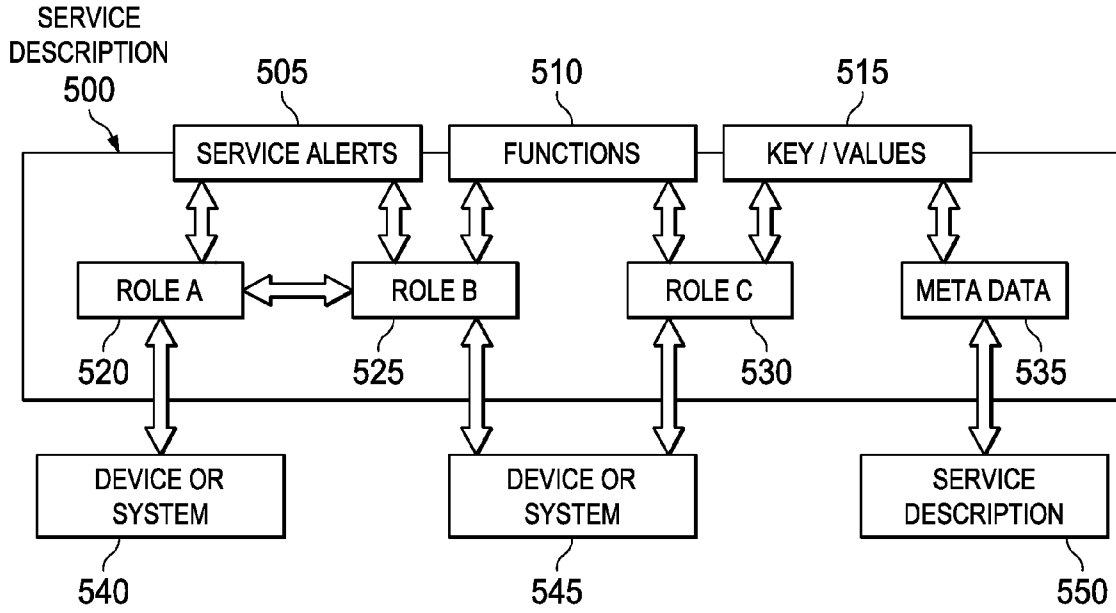 SERVICE
DESCRIPTION
500
505
510
515
SERVICE ALERTS
FUNCTIONS
KEY / VALUES
ROLE A
ROLE B
ROLE C
META DATA
520
525
530
535
DEVICE OR
SYSTEM
DEVICE OR
SYSTEM
SERVICE
DESCRIPTION
540
545
550